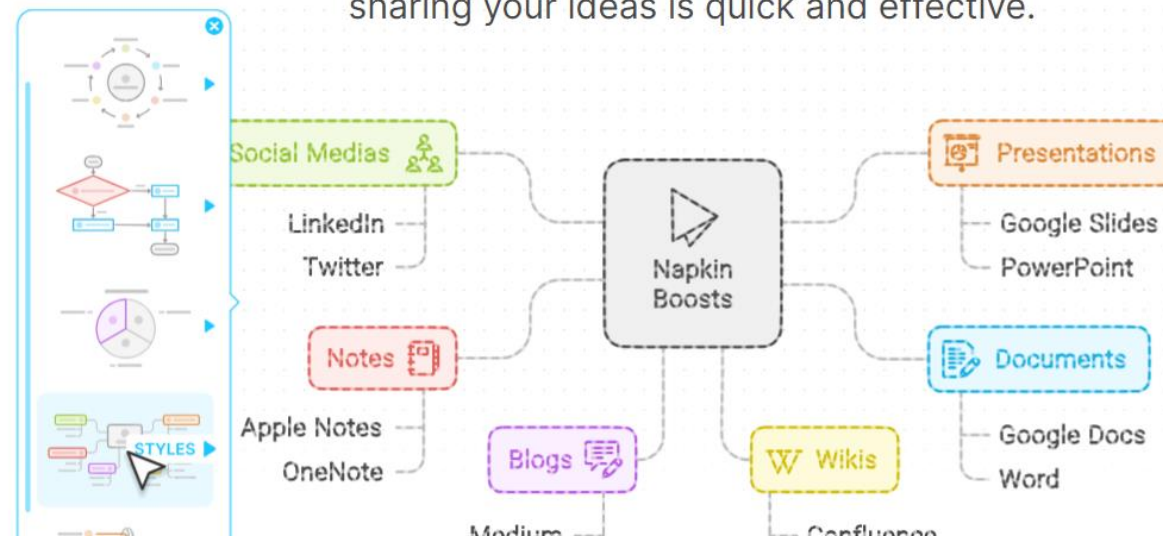 sharing your ideas is quick and effective.
Social Medias
LinkedIn
Twitter
Notes
Apple Notes
OneNote
Napkin
Boosts
Blogs
Medium
Wikis
Confluence
Presentations
Google Slides
PowerPoint
Documents
Google Docs
Word
STYLES